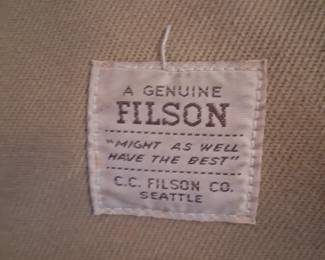 A GENUINE
FILSON
"MIGHT AS WELL
HAVE THE BEST"
C.C. FILSON CO.
SEATTLE